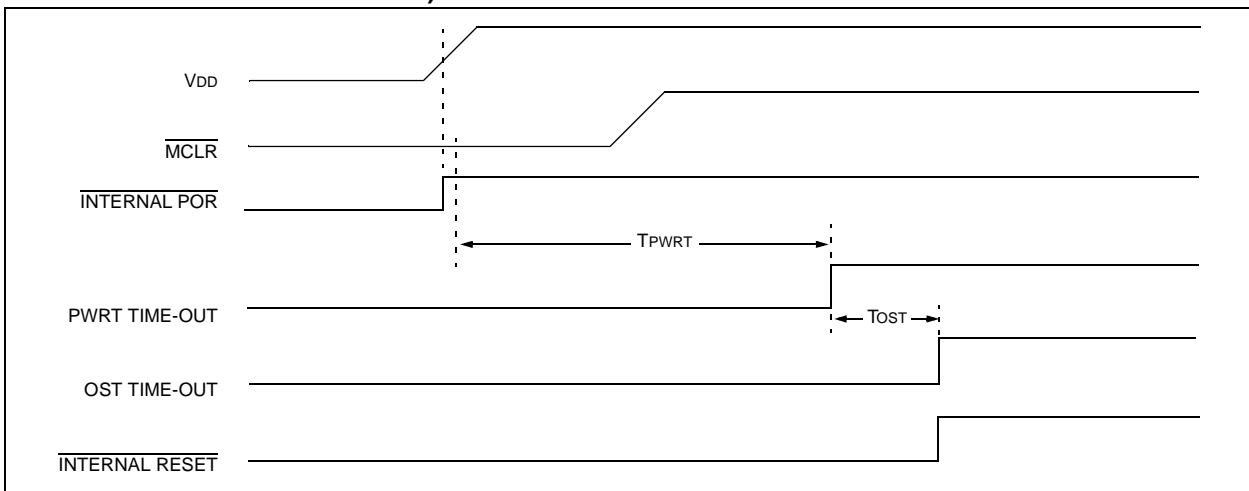 VDD
MCLR
INTERNAL POR
TPWRT
PWRT TIME-OUT
TOST
OST TIME-OUT
INTERNAL RESET